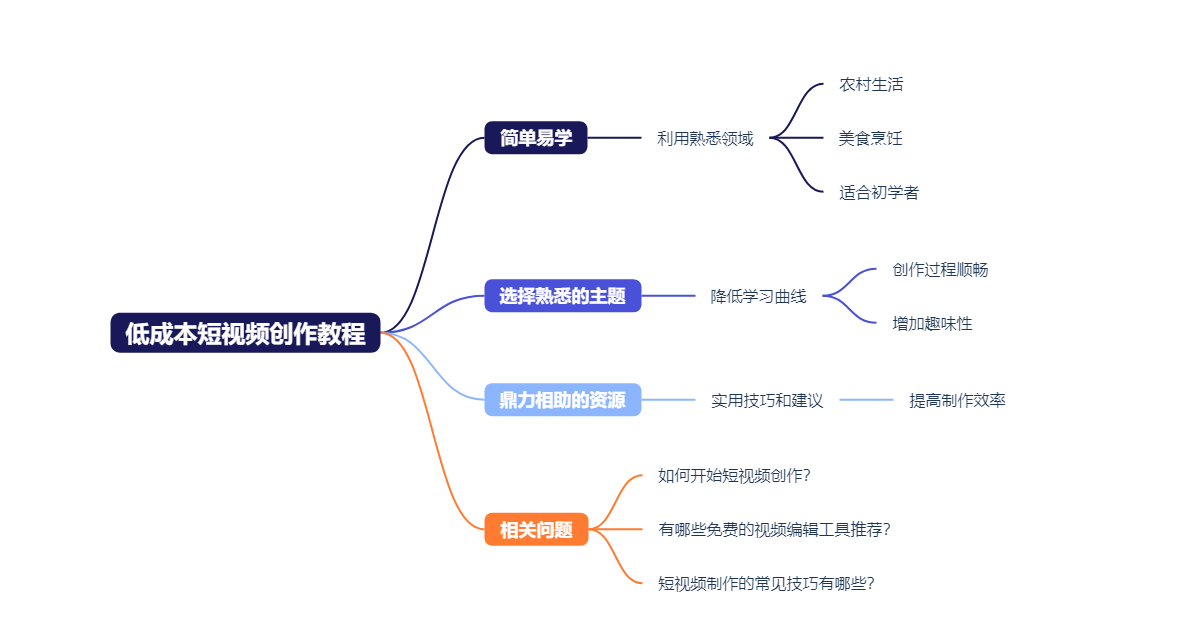 低成本短视频创作教程
简单易学
利用熟悉领域
农村生活
美食烹饪
适合初学者
选择熟悉的主题
降低学习曲线
创作过程顺畅
增加趣味性
鼎力相助的资源
实用技巧和建议
提高制作效率
相关问题
如何开始短视频创作？
有哪些免费的视频编辑工具推荐？
短视频制作的常见技巧有哪些？